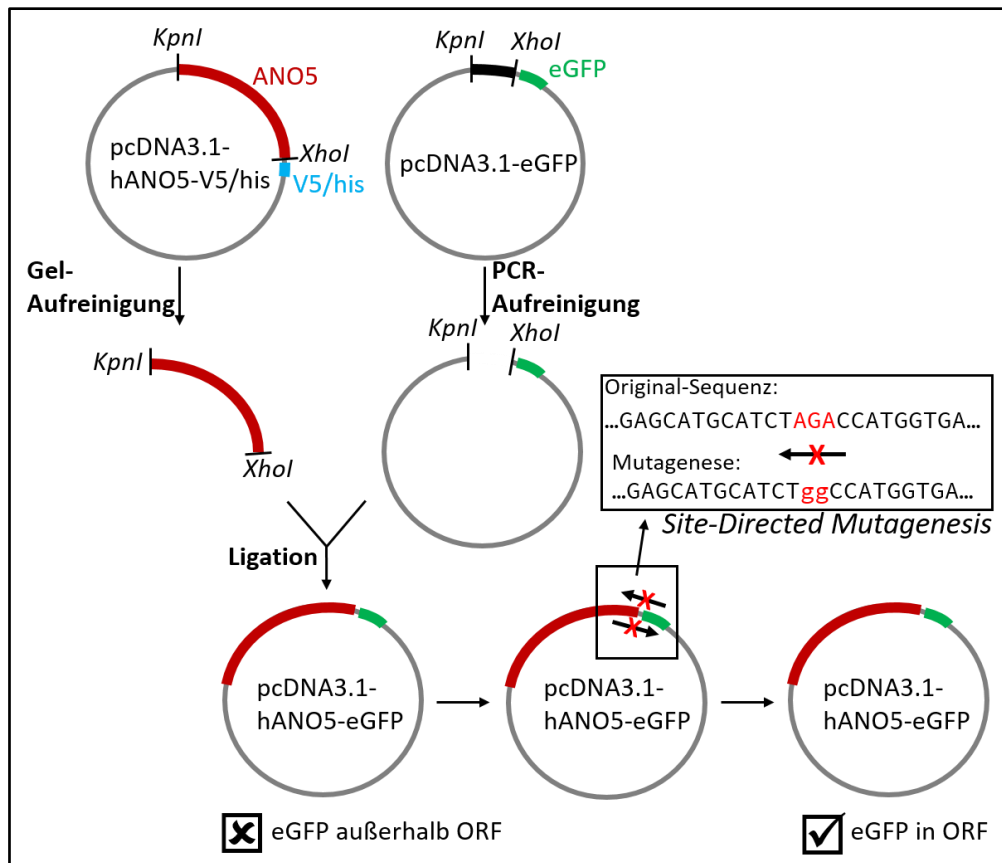 KpnI
ANO5
XhoI
V5/his
pcDNA3.1-
hANO5-V5/his
KpnI
XhoI
eGFP
pcDNA3.1-eGFP
Gel-
Aufreinigung
PCR-
Aufreinigung
KpnI
XhoI
KpnI
XhoI
Original-Sequenz:
...GAGCATGCATCTAGACCATGGTGA...
X
Mutagenese:
...GAGCATGCATCTggCCATGGTGA...
Site-Directed Mutagenesis
Ligation
X
X
pcDNA3.1-
hANO5-eGFP
pcDNA3.1-
hANO5-eGFP
pcDNA3.1-
hANO5-eGFP
eGFP außerhalb ORF
eGFP in ORF